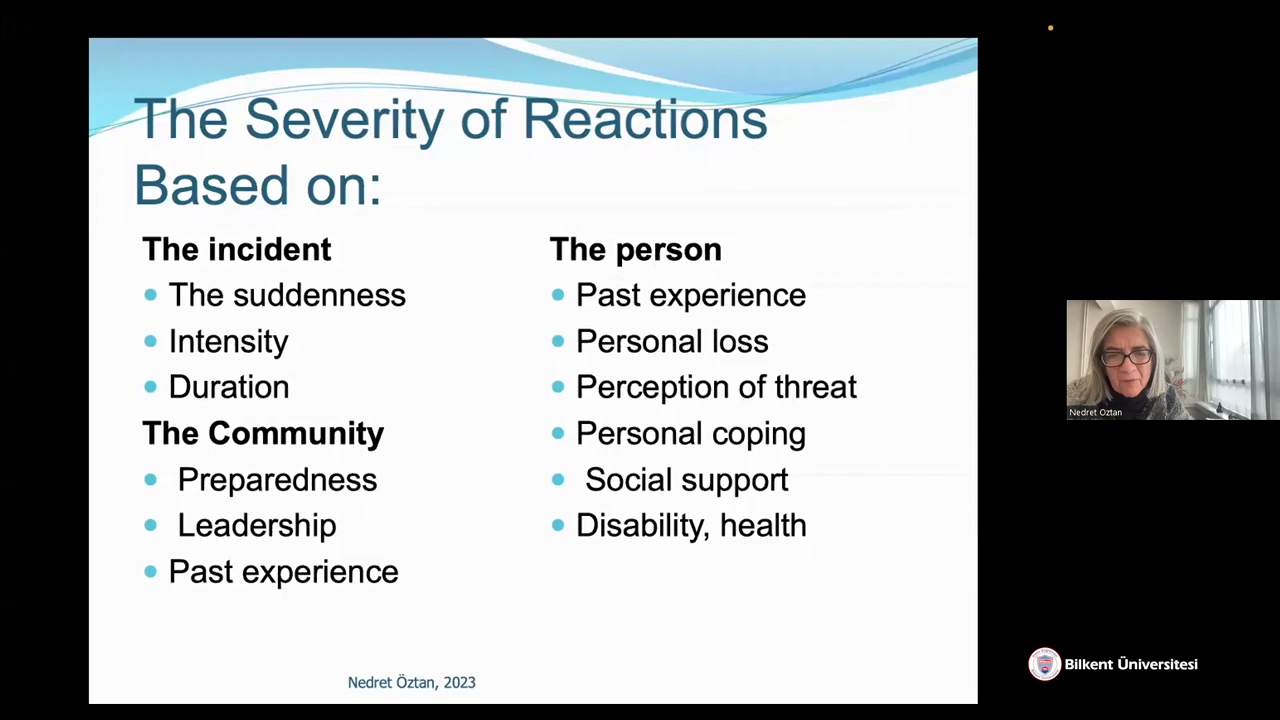 The Severity of Reactions
Based on:
The incident
The suddenness
Intensity
Duration
The Community
Preparedness
Leadership
Past experience
The person
Past experience
Personal loss
Perception of threat
Personal coping
Social support
Disability, health
Nedret Öztan, 2023
Nedret Oztan
Bilkent Üniversitesi